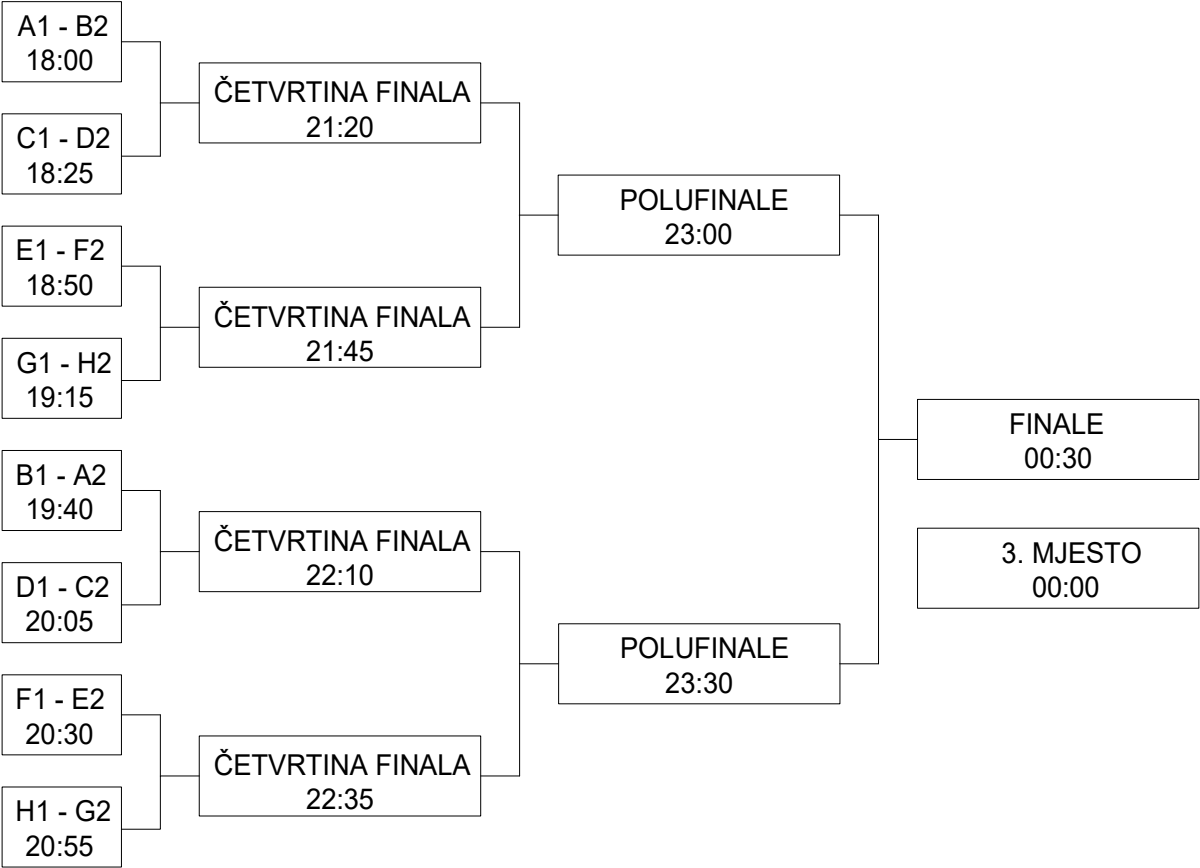 A1 - B2
18:00
C1 - D2
18:25
E1 - F2
18:50
G1 - H2
19:15
B1 - A2
19:40
D1 - C2
20:05
F1 - E2
20:30
H1 - G2
20:55
ČETVRTINA FINALA
21:20
ČETVRTINA FINALA
21:45
ČETVRTINA FINALA
22:10
ČETVRTINA FINALA
22:35
POLUFINALE
23:00
POLUFINALE
23:30
FINALE
00:30
3. MJESTO
00:00